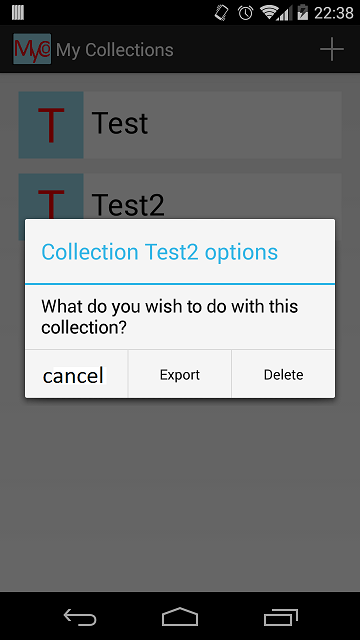 22:38
My@ My Collections
T Test
T Test2
Collection Test2 options
What do you wish to do with this
collection?
cancel Export Delete